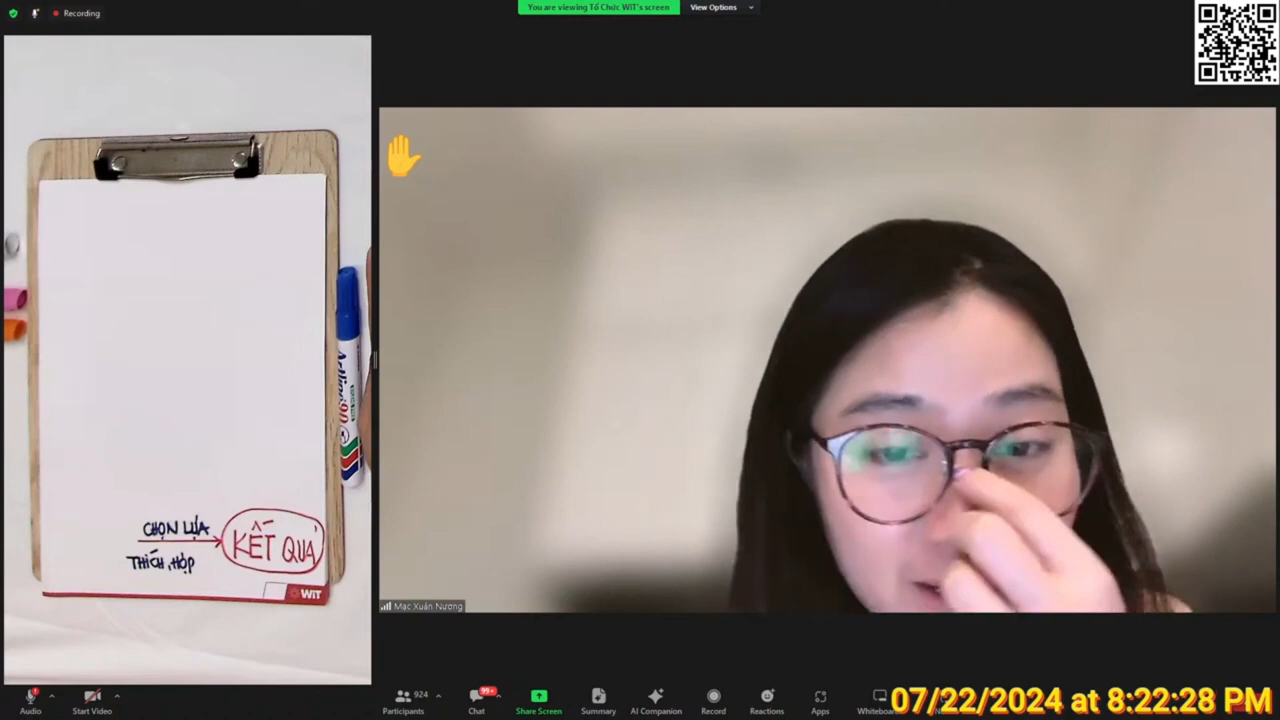 Recording
You are viewing Tổ Chức WiT's screen
View Options
Artline 90
CHỌN LỰA
THÍCH, HỢP
KẾT QUẢ
WiT
Mạc Xuân Nương
Audio
Start Video
924
Participants
99+
Chat
Share Screen
Summary
AI Companion
Record
Reactions
Apps
Whiteboard
07/22/2024 at 8:22:28 PM